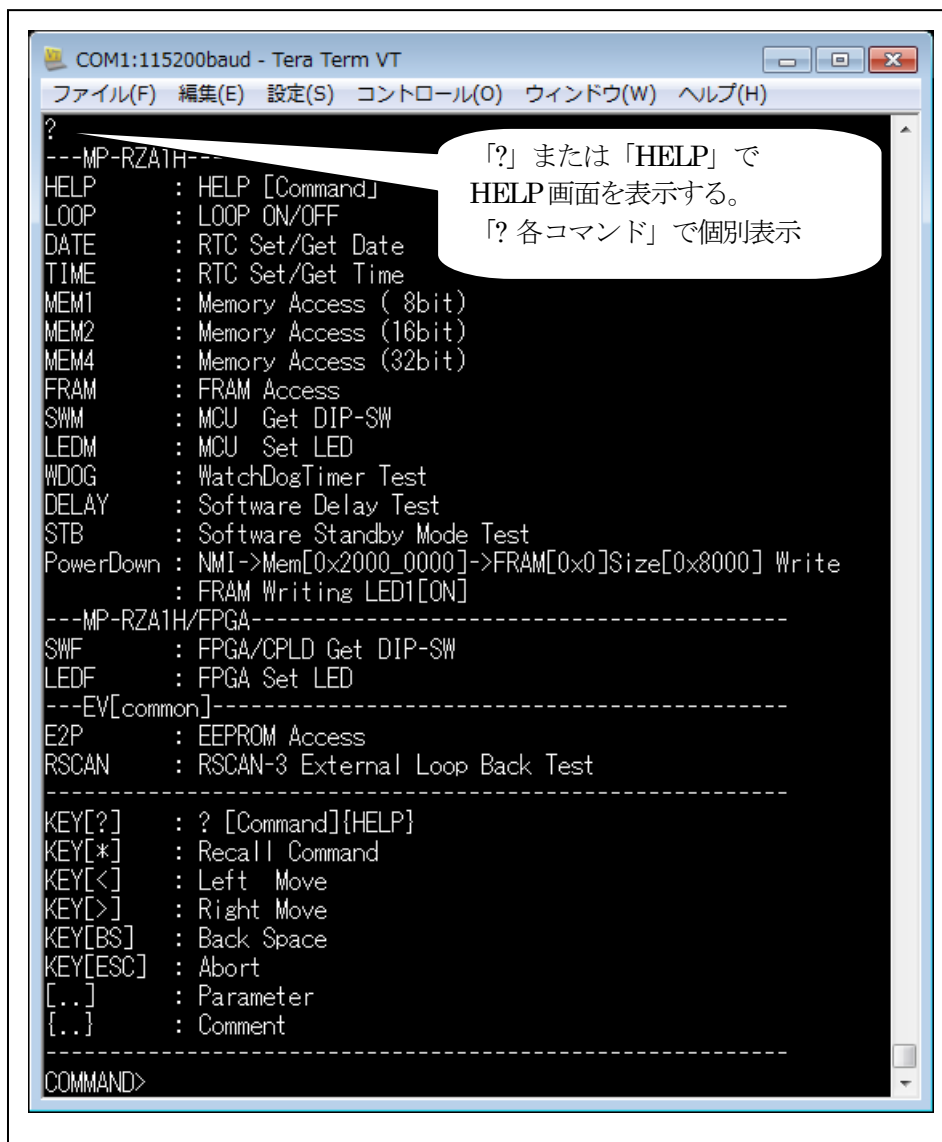 COM1:115200baud - Tera Term VT
ファイル(F) 編集(E) 設定(S) コントロール(O) ウィンドウ(W) ヘルプ(H)
?
「?」または「HELP」で
HELP画面を表示する。
「? 各コマンド」で個別表示
---MP-RZA1H---
HELP : HELP [Command]
LOOP : LOOP ON/OFF
DATE : RTC Set/Get Date
TIME : RTC Set/Get Time
MEM1 : Memory Access ( 8bit)
MEM2 : Memory Access (16bit)
MEM4 : Memory Access (32bit)
FRAM : FRAM Access
SWM : MCU  Get DIP-SW
LEDM : MCU  Set LED
WDOG : WatchDogTimer Test
DELAY : Software Delay Test
STB : Software Standby Mode Test
PowerDown : NMI->Mem[0x2000_0000]->FRAM[0x0]Size[0x8000] Write
: FRAM Writing LED1[ON]
---MP-RZA1H/FPGA----------------------------------
SWF : FPGA/CPLD Get DIP-SW
LEDF : FPGA Set LED
---EV[common]------------------------------------
E2P : EEPROM Access
RSCAN : RSCAN-3 External Loop Back Test
-----------------------------------------------
KEY[?] : ? [Command]{HELP}
KEY[*] : Recall Command
KEY[<] : Left  Move
KEY[>] : Right Move
KEY[BS] : Back Space
KEY[ESC] : Abort
[..] : Parameter
{..} : Comment
-----------------------------------------------
COMMAND>